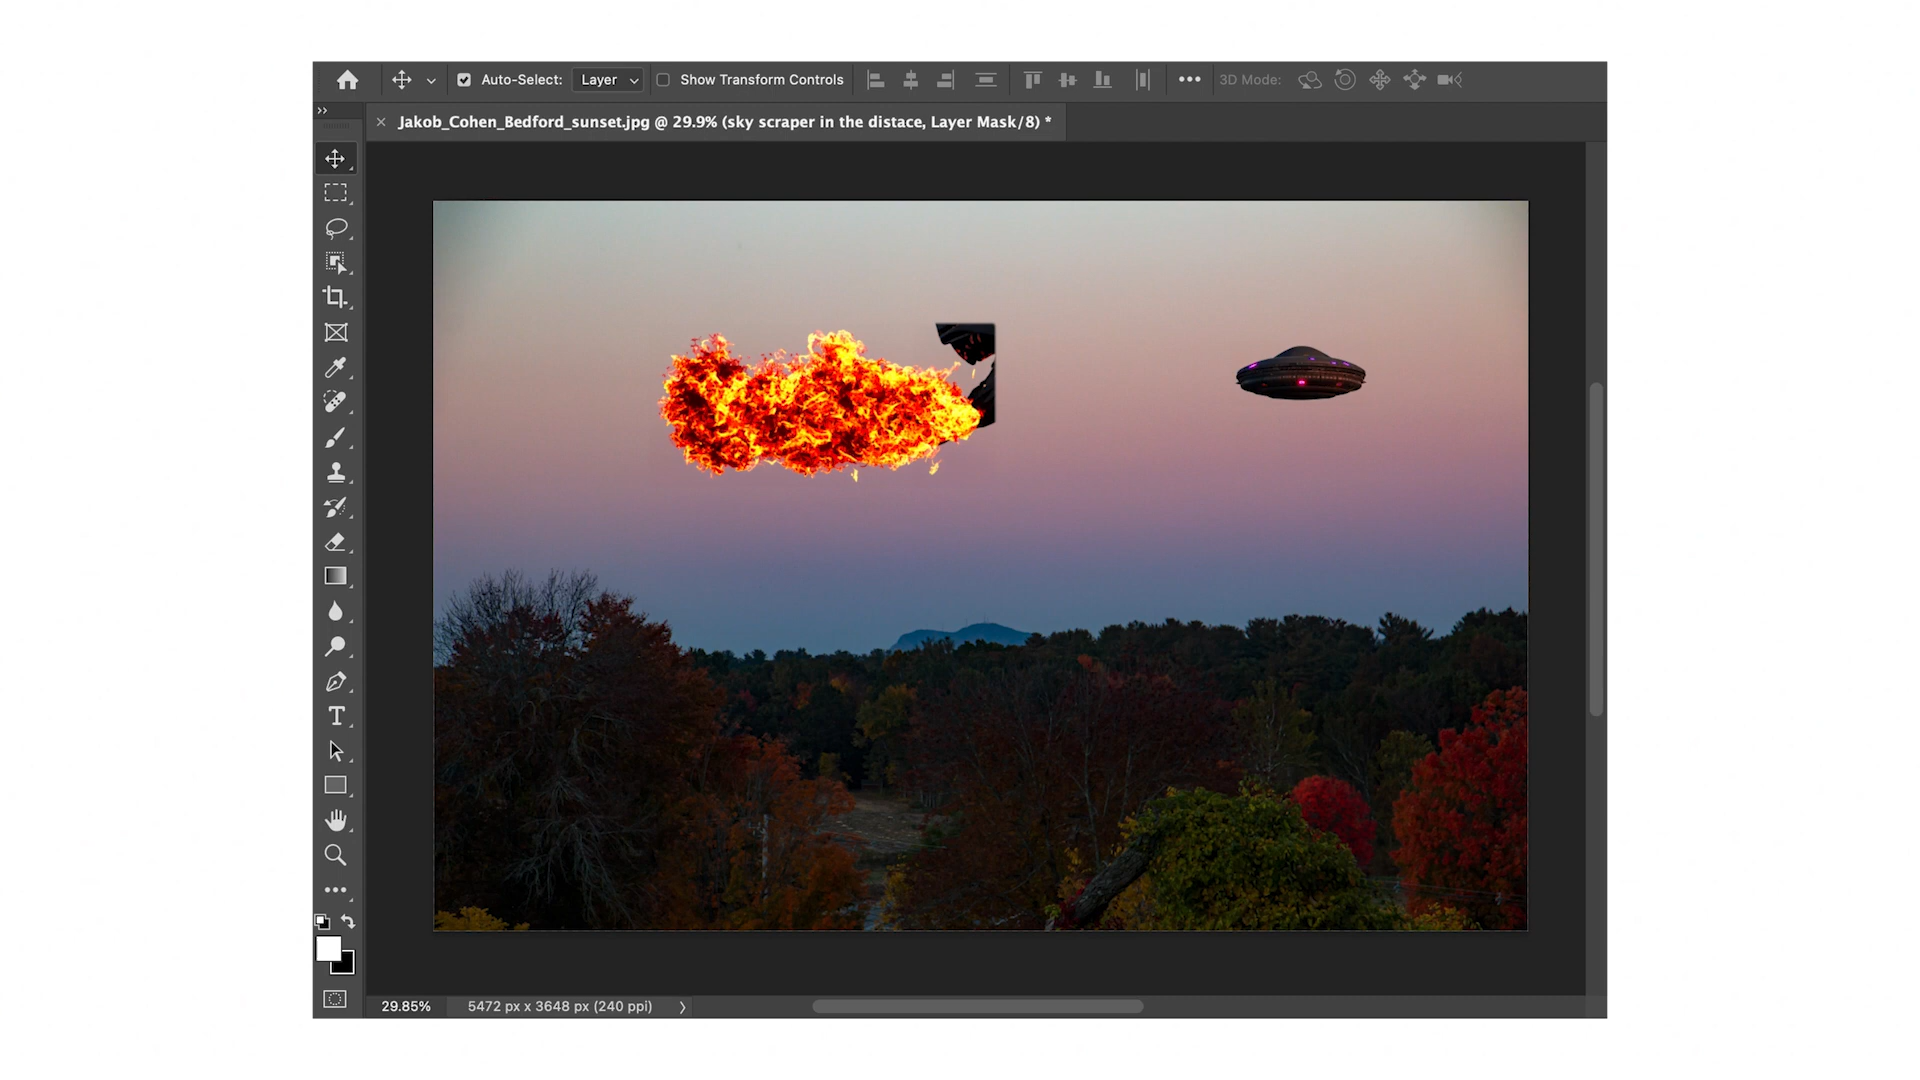 Auto-Select: Layer Show Transform Controls 3D Mode:
Jakob_Cohen_Bedford_sunset.jpg @ 29.9% (sky scraper in the distace, Layer Mask/8) *
29.85% 5472 px x 3648 px (240 ppi)